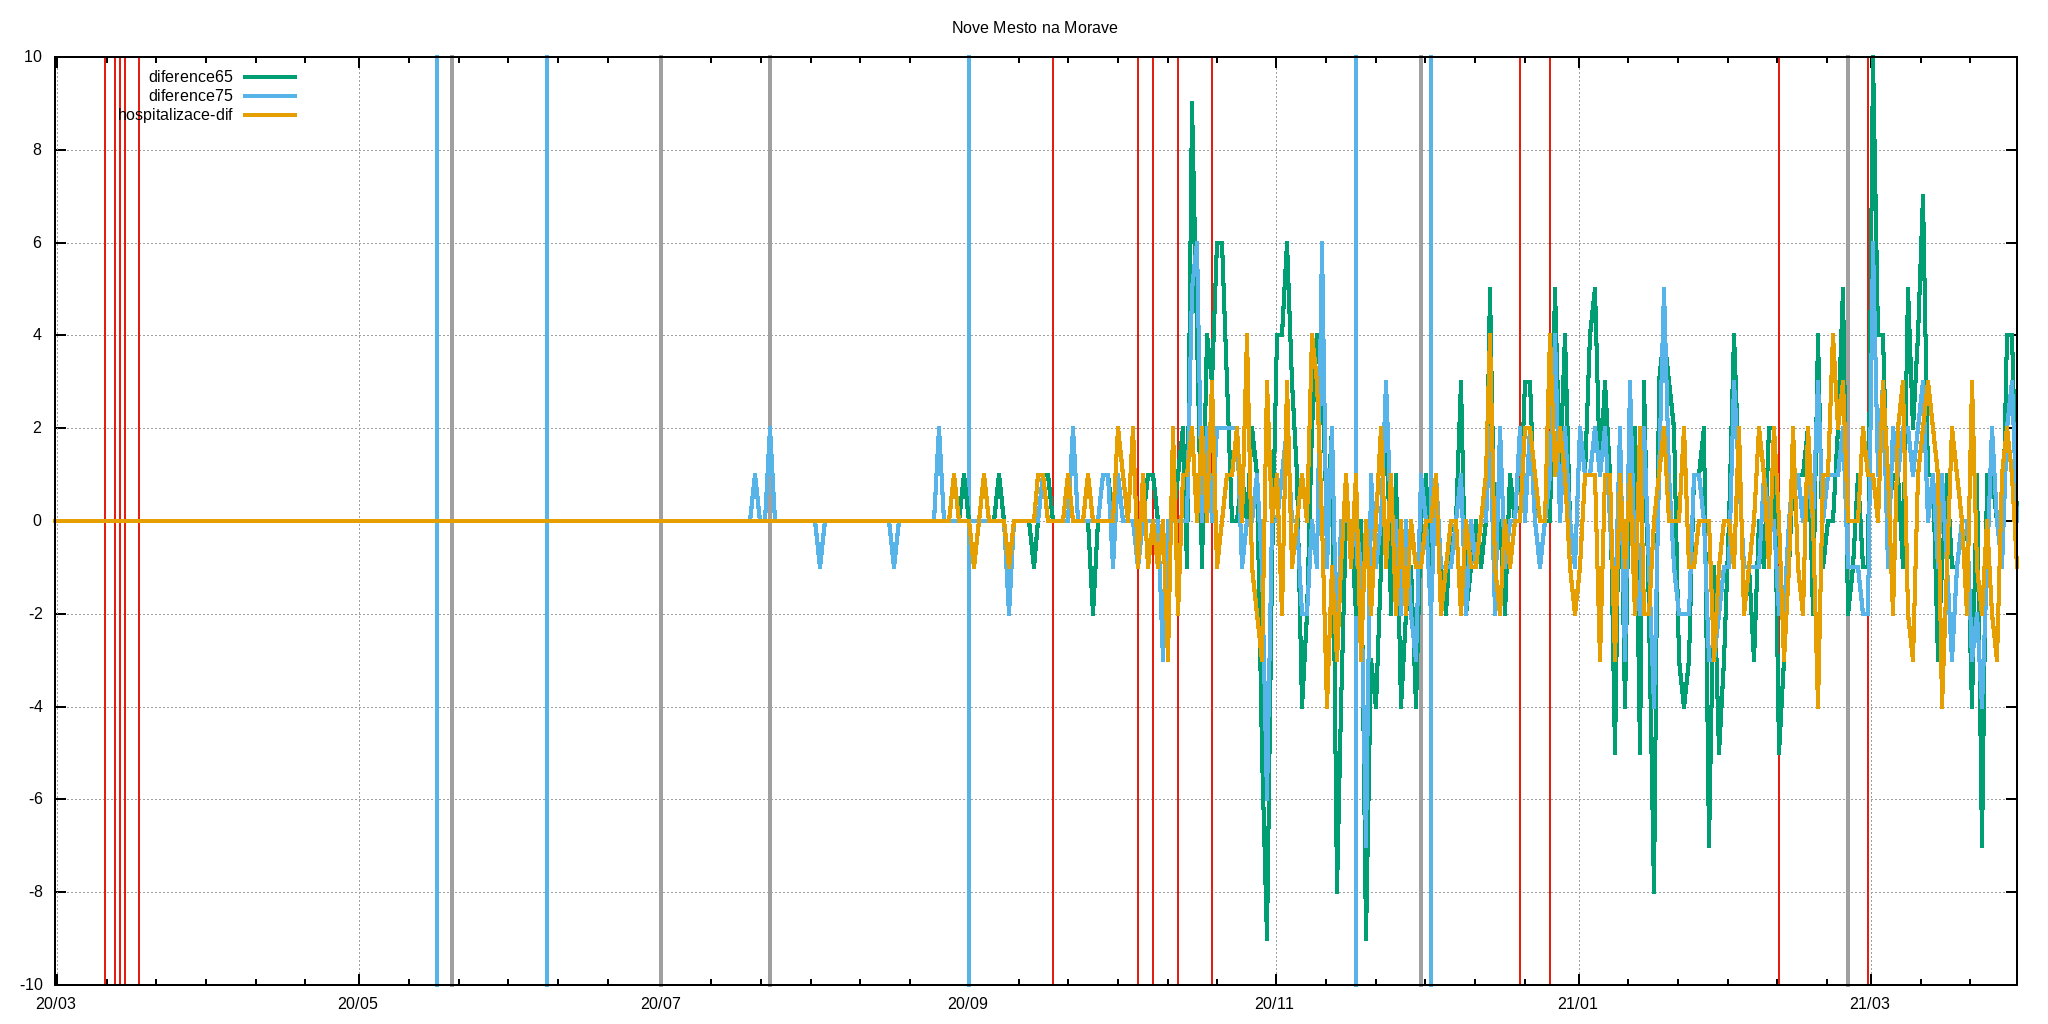 Nove Mesto na Morave
10
diference65
diference75
hospitalizace-dif
8
6
4
2
0
-2
-4
-6
-8
-10
20/03 20/05 20/07 20/09 20/11 21/01 21/03